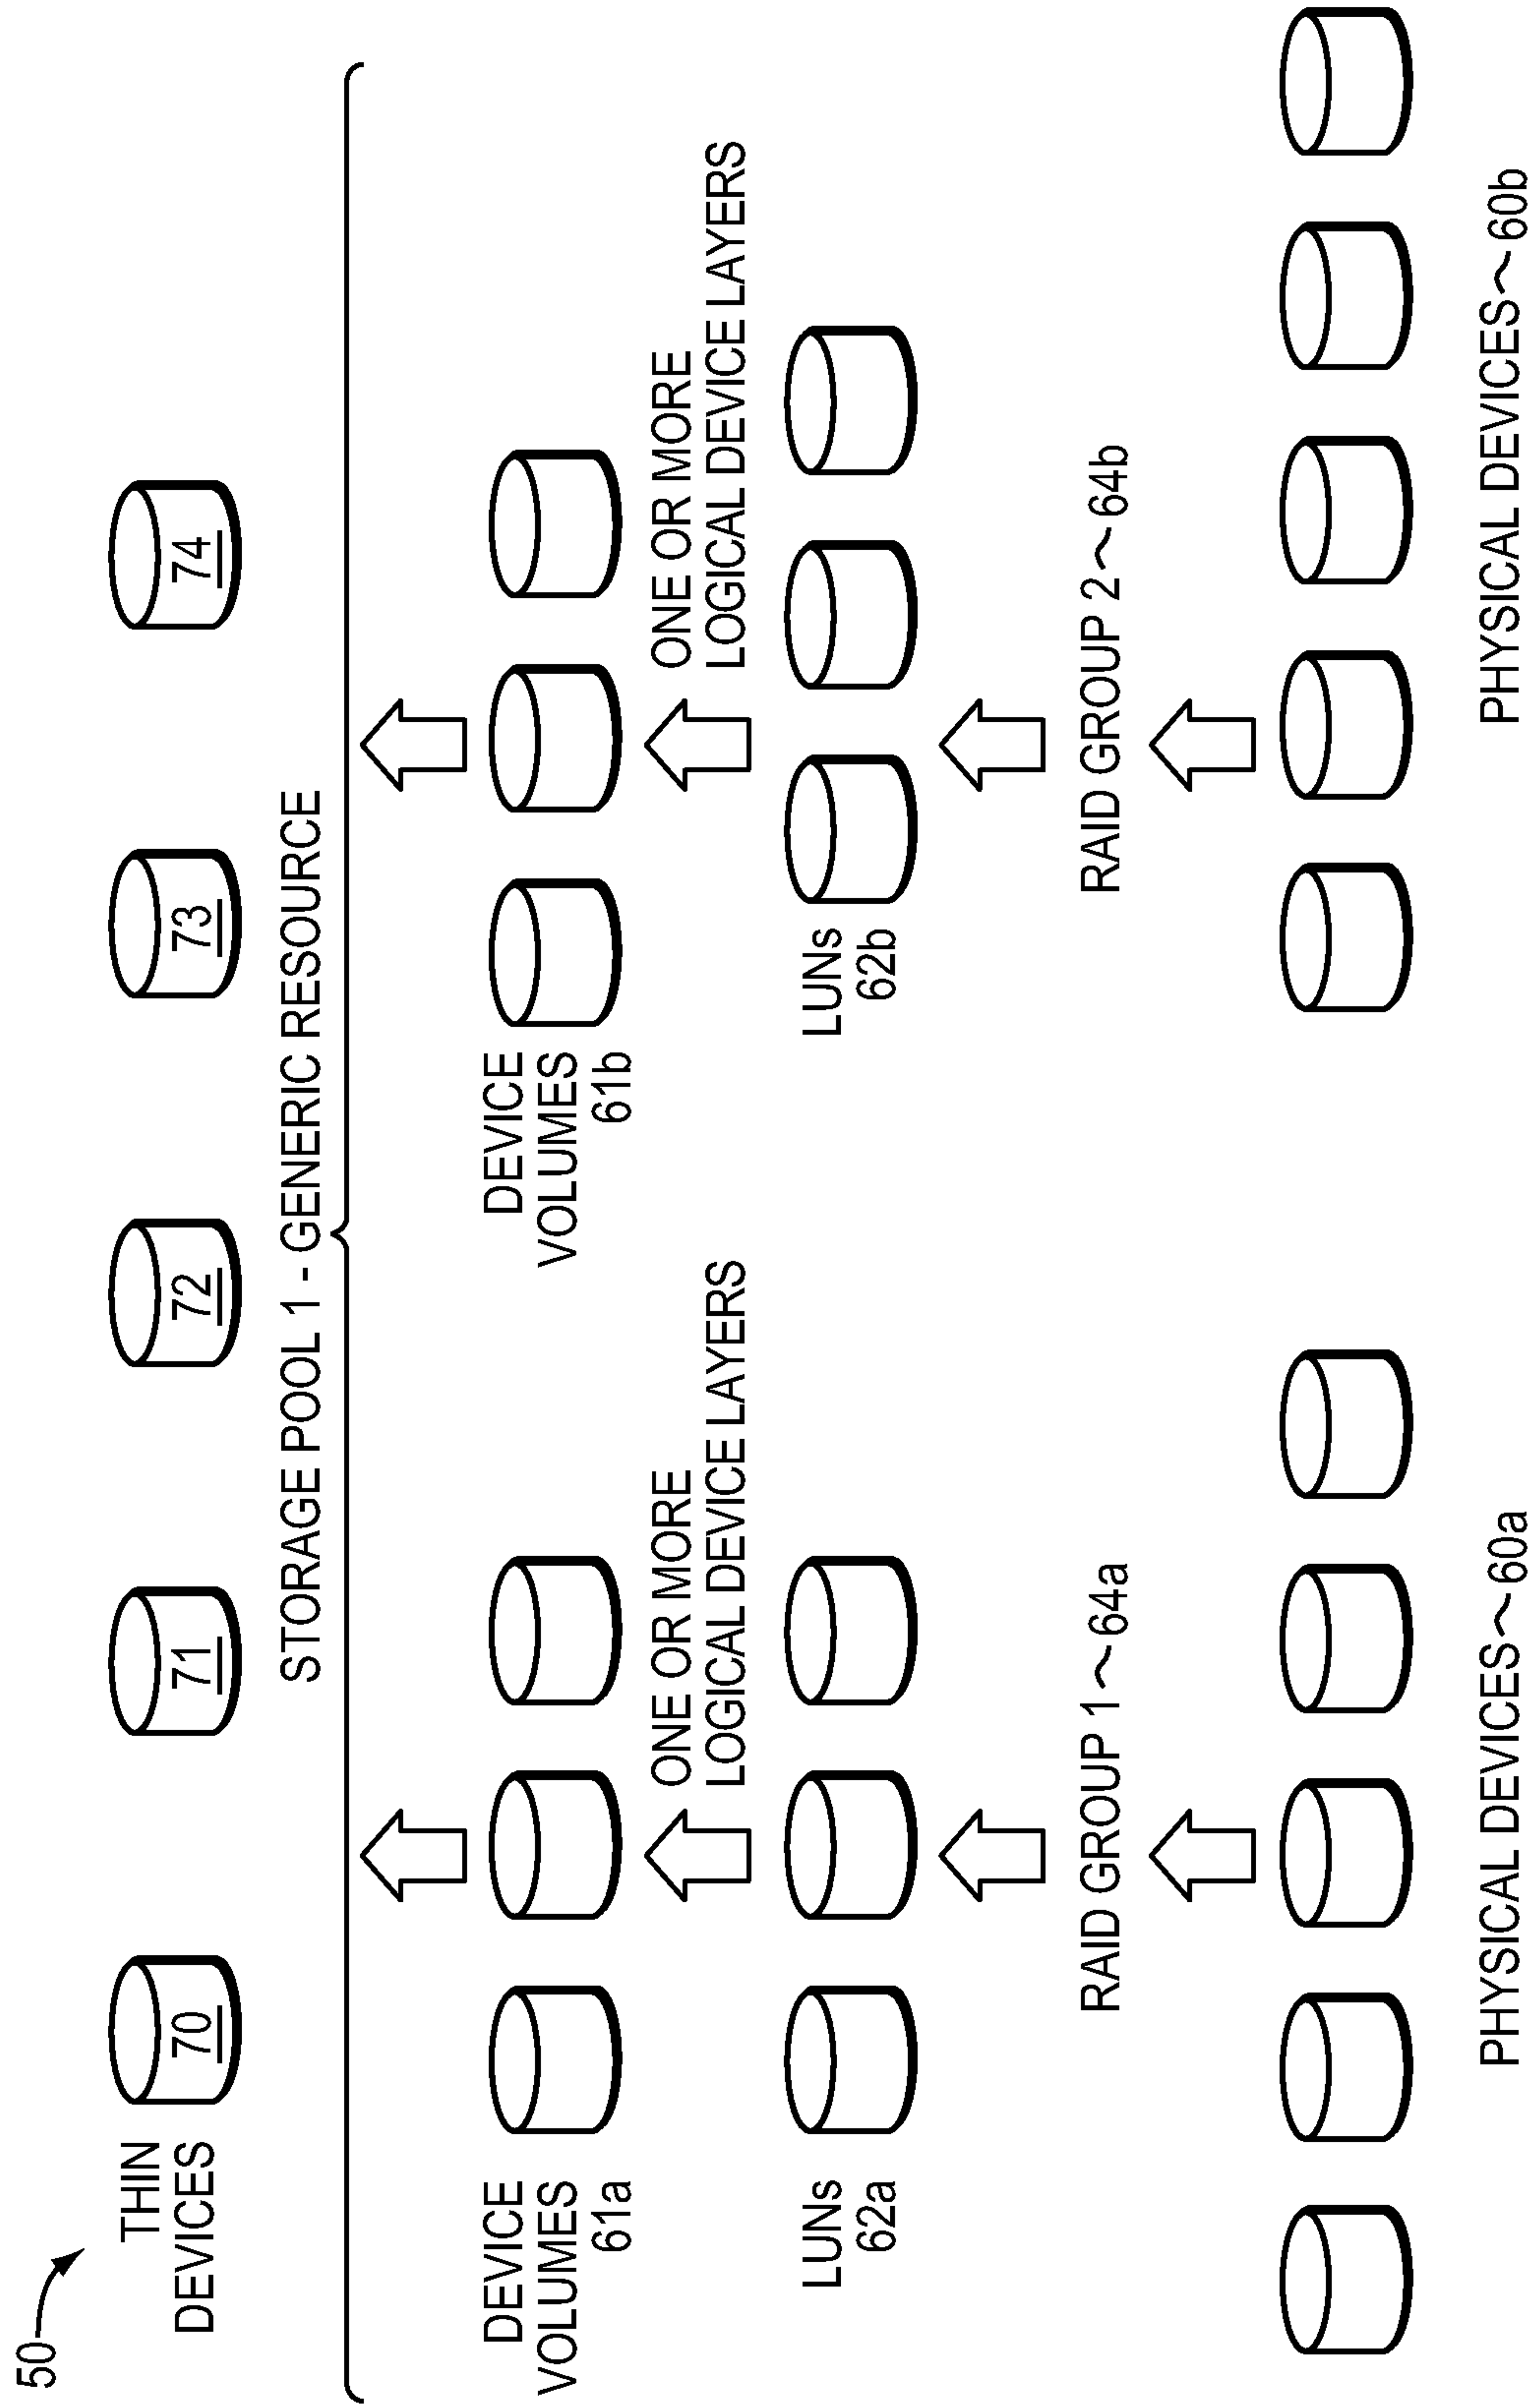 50
THIN
DEVICES
70
71
72
73
74
STORAGE POOL 1 - GENERIC RESOURCE
DEVICE
VOLUMES
61a
DEVICE
VOLUMES
61b
ONE OR MORE
LOGICAL DEVICE LAYERS
ONE OR MORE
LOGICAL DEVICE LAYERS
LUNs
62a
LUNs
62b
RAID GROUP 1~64a
RAID GROUP 2~64b
PHYSICAL DEVICES~60a
PHYSICAL DEVICES~60b